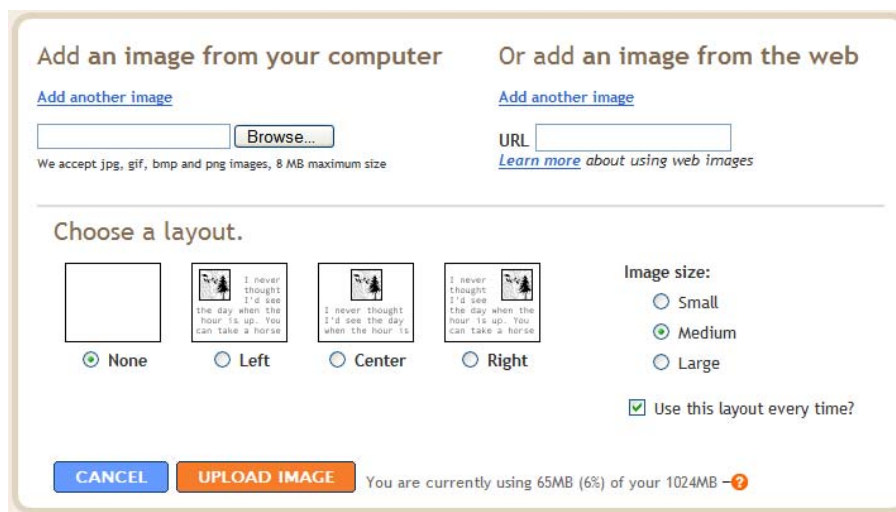 Add an image from your computer
Add another image
Browse...
We accept jpg, gif, bmp and png images, 8 MB maximum size
Or add an image from the web
Add another image
URL
Learn more about using web images
Choose a layout.
None
I never
thought
I'd see
the day when the
hour is up. You
can take a horse
Left
I never thought
I'd see the day
when the hour is
Center
I never
thought
I'd see
the day when the
hour is up. You
can take a horse
Right
Image size:
Small
Medium
Large
Use this layout every time?
CANCEL
UPLOAD IMAGE
You are currently using 65MB (6%) of your 1024MB –?